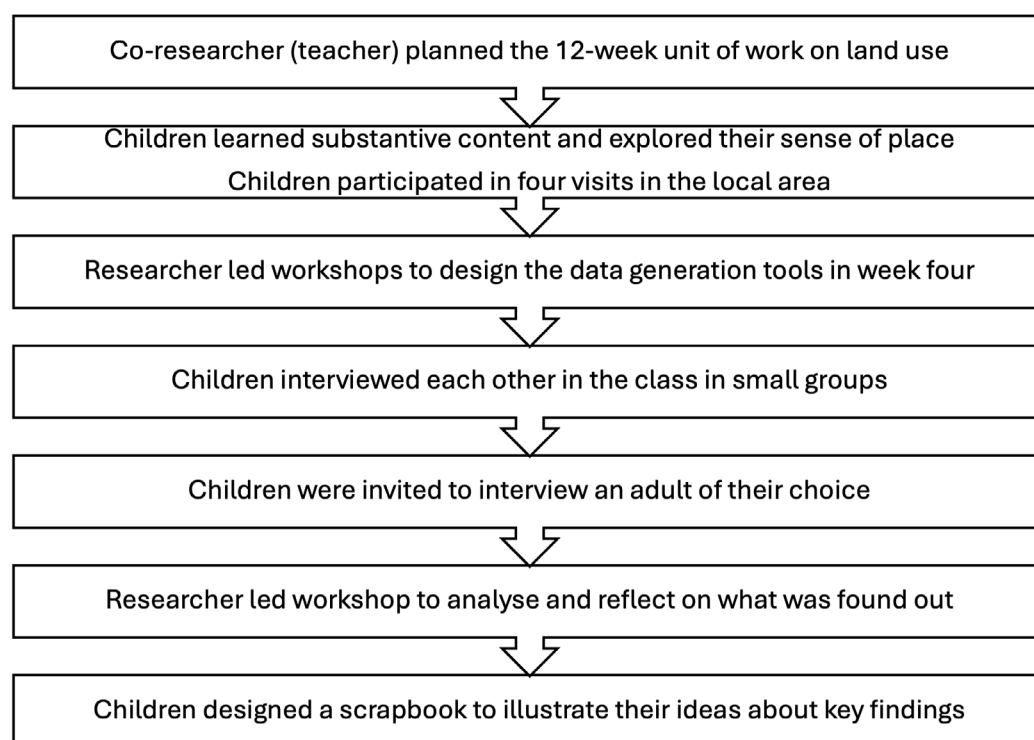 Co-researcher (teacher) planned the 12-week unit of work on land use
Children learned substantive content and explored their sense of place
Children participated in four visits in the local area
Researcher led workshops to design the data generation tools in week four
Children interviewed each other in the class in small groups
Children were invited to interview an adult of their choice
Researcher led workshop to analyse and reflect on what was found out
Children designed a scrapbook to illustrate their ideas about key findings